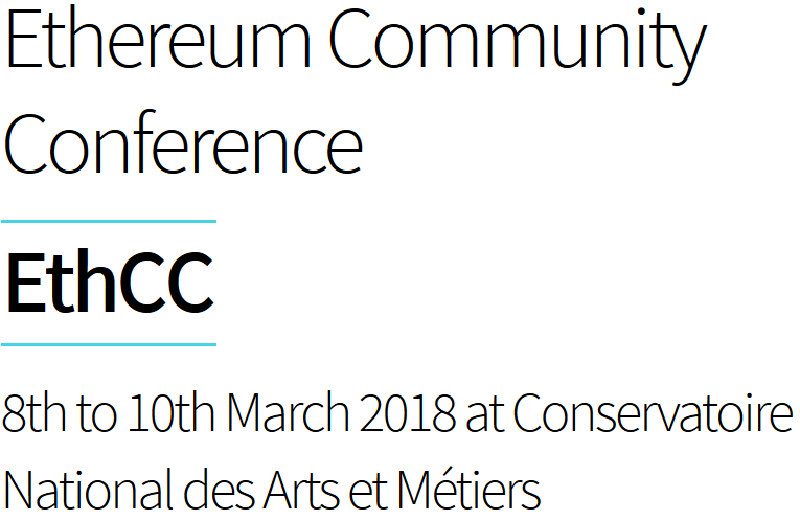 Ethereum Community
Conference
EthCC
8th to 10th March 2018 at Conservatoire
National des Arts et Métiers